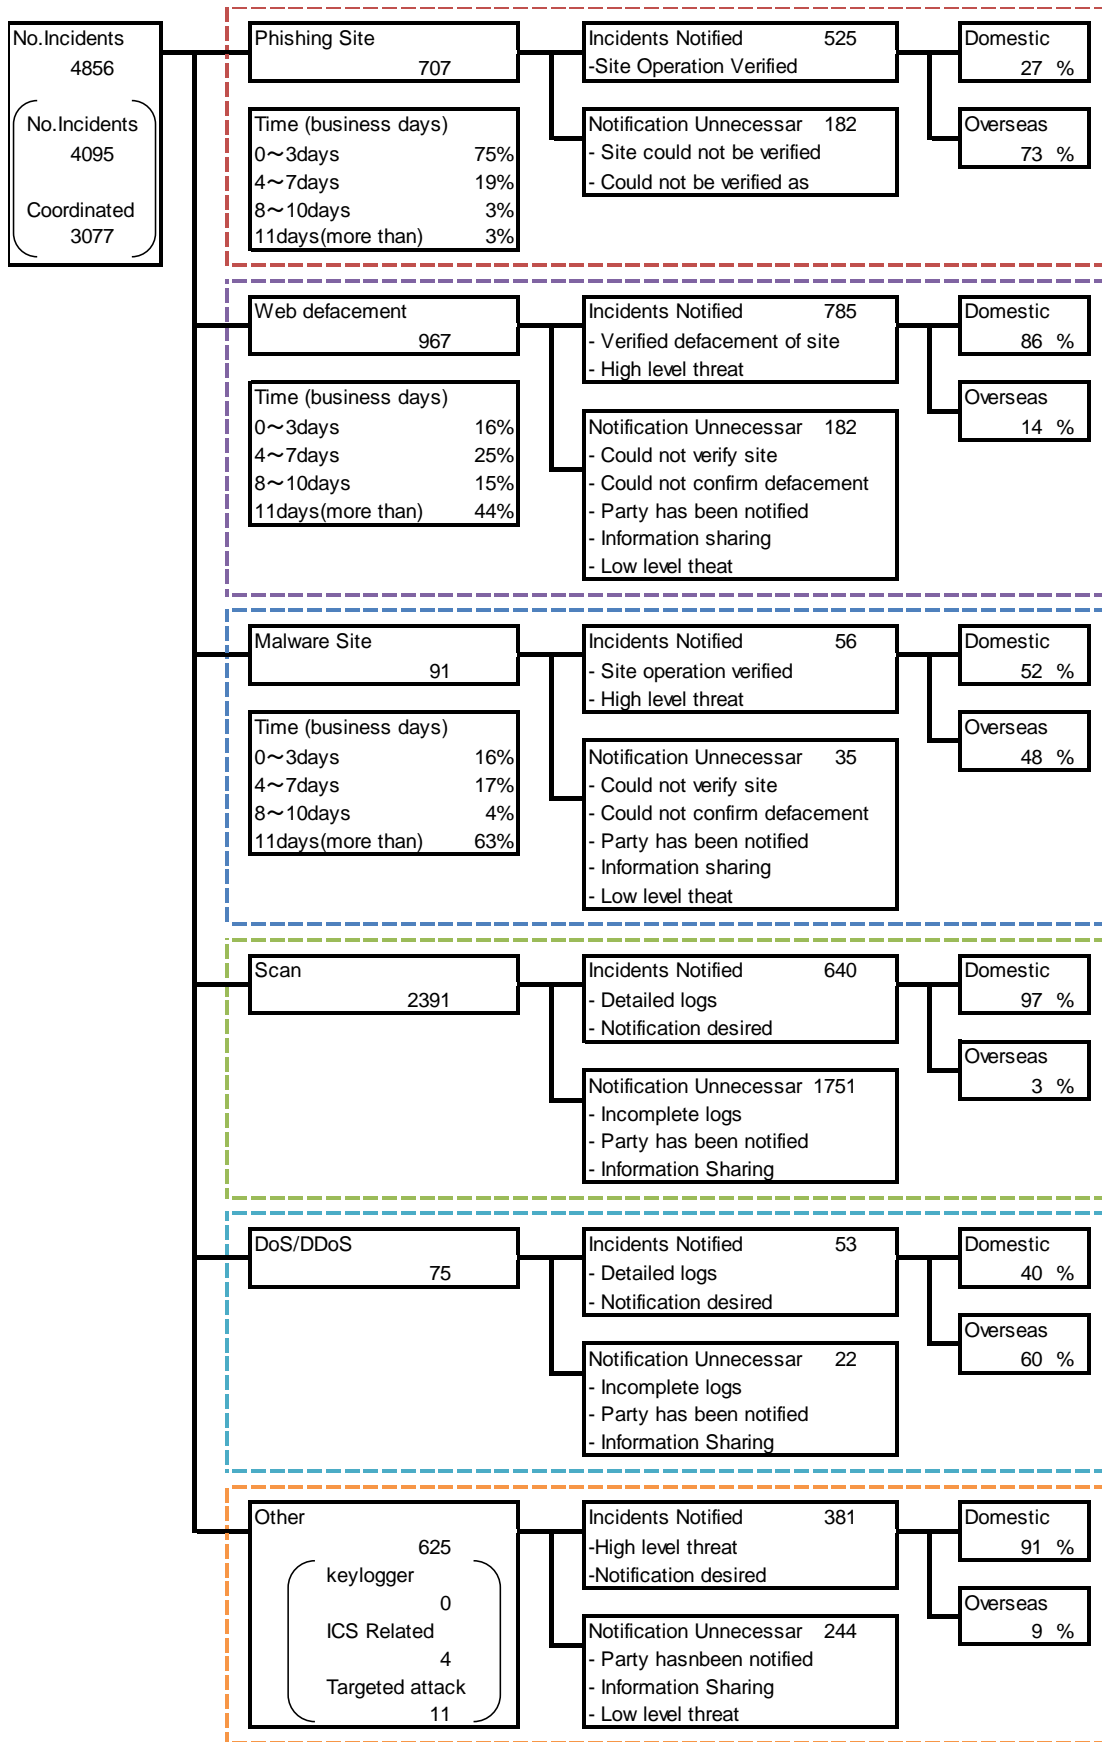 No.Incidents
4856
No.Incidents
4095
Coordinated
3077
Phishing Site
707
Time (business days)
0～3days 75%
4～7days 19%
8～10days 3%
11days(more than) 3%
Incidents Notified 525
-Site Operation Verified
Notification Unnecessar 182
- Site could not be verified
- Could not be verified as
Domestic
27 %
Overseas
73 %
Web defacement
967
Time (business days)
0～3days 16%
4～7days 25%
8～10days 15%
11days(more than) 44%
Incidents Notified 785
- Verified defacement of site
- High level threat
Notification Unnecessar 182
- Could not verify site
- Could not confirm defacement
- Party has been notified
- Information sharing
- Low level theat
Domestic
86 %
Overseas
14 %
Malware Site
91
Time (business days)
0～3days 16%
4～7days 17%
8～10days 4%
11days(more than) 63%
Incidents Notified 56
- Site operation verified
- High level threat
Notification Unnecessar 35
- Could not verify site
- Could not confirm defacement
- Party has been notified
- Information sharing
- Low level theat
Domestic
52 %
Overseas
48 %
Scan
2391
Incidents Notified 640
- Detailed logs
- Notification desired
Notification Unnecessar 1751
- Incomplete logs
- Party has been notified
- Information Sharing
Domestic
97 %
Overseas
3 %
DoS/DDoS
75
Incidents Notified 53
- Detailed logs
- Notification desired
Notification Unnecessar 22
- Incomplete logs
- Party has been notified
- Information Sharing
Domestic
40 %
Overseas
60 %
Other
625
keylogger
0
ICS Related
4
Targeted attack
11
Incidents Notified 381
-High level threat
-Notification desired
Notification Unnecessar 244
- Party hasnbeen notified
- Information Sharing
- Low level threat
Domestic
91 %
Overseas
9 %